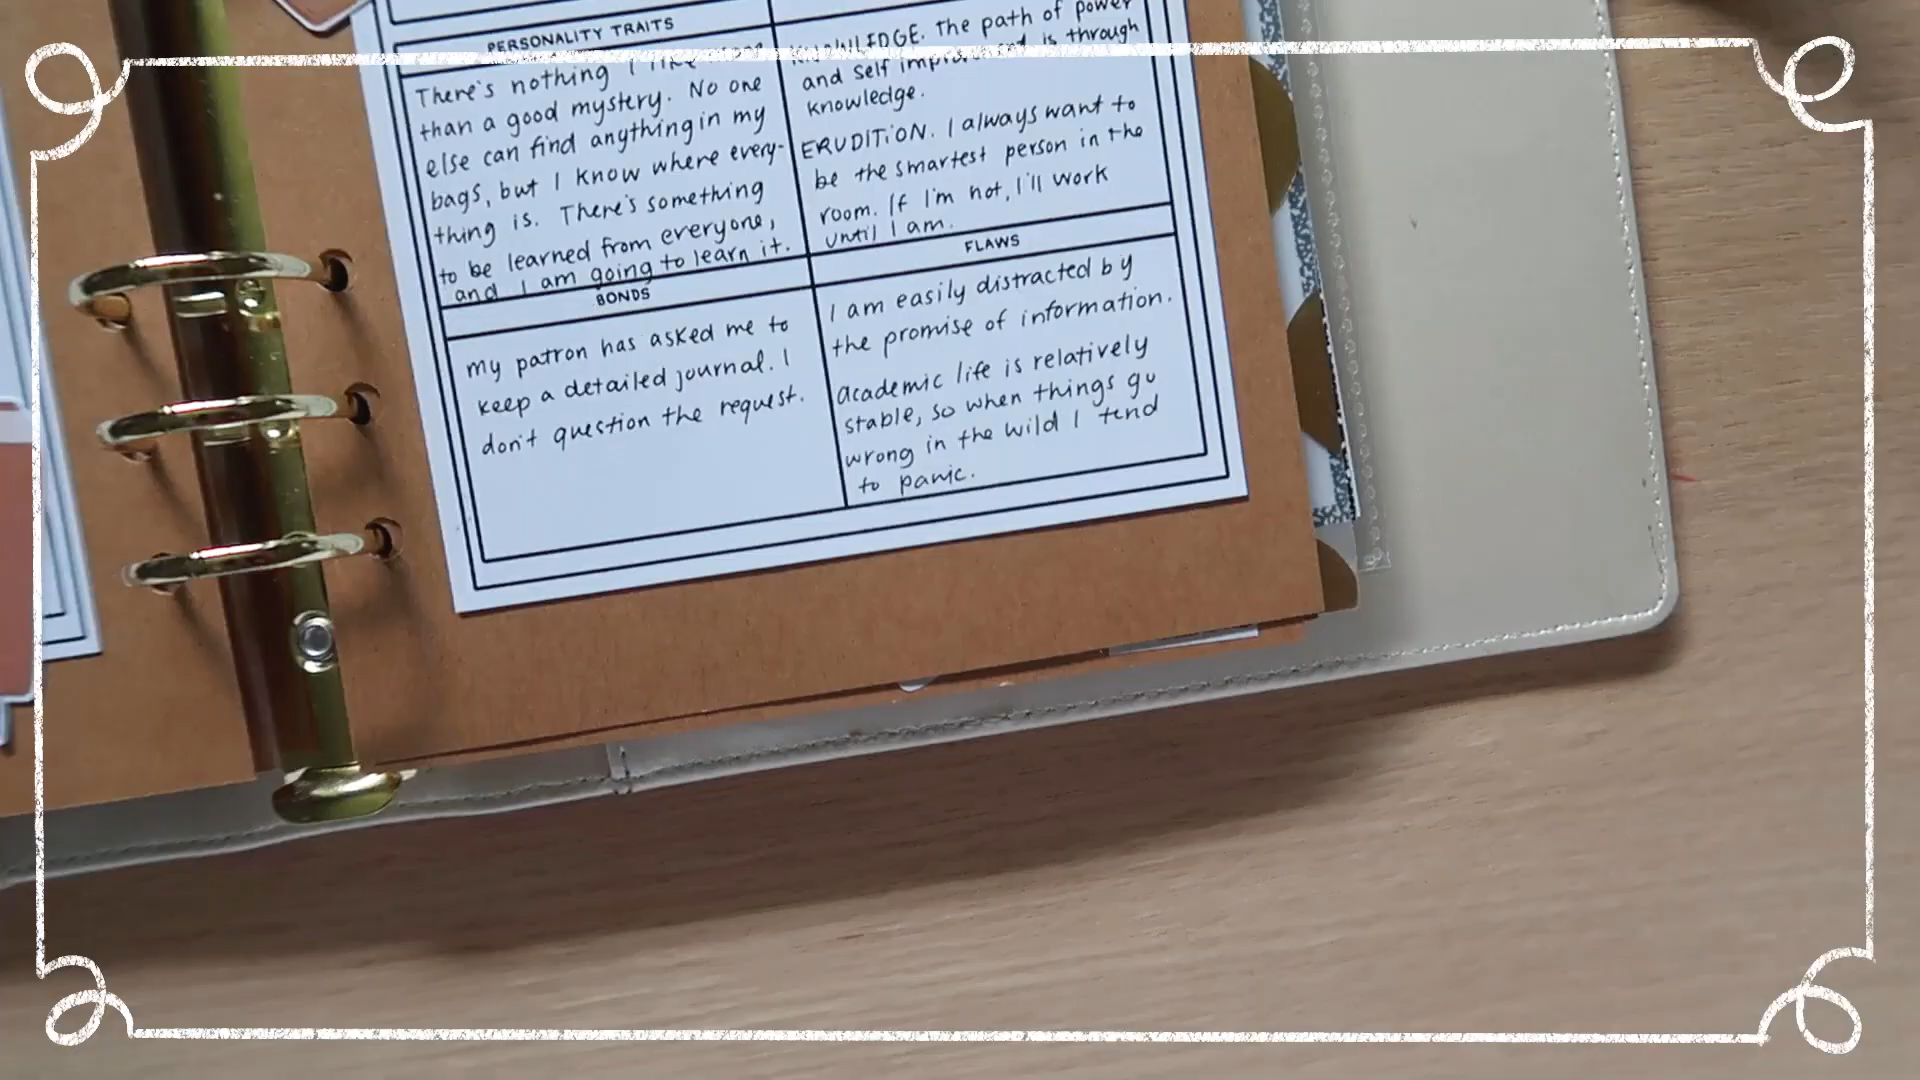 PERSONALITY TRAITS
There's nothing I like
than a good mystery. No one
else can find anything in my
bags, but I know where every-
thing is. There's something
to be learned from everyone,
and I am going to learn it.
The path of power
is through
and self
knowledge.
ERUDITION. I always want to
be the smartest person in the
room. If I'm not, I'll work
until I am.
BONDS
my patron has asked me to
keep a detailed journal. I
don't question the request.
FLAWS
I am easily distracted by
the promise of information.
academic life is relatively
stable, so when things go
wrong in the wild I tend
to panic.